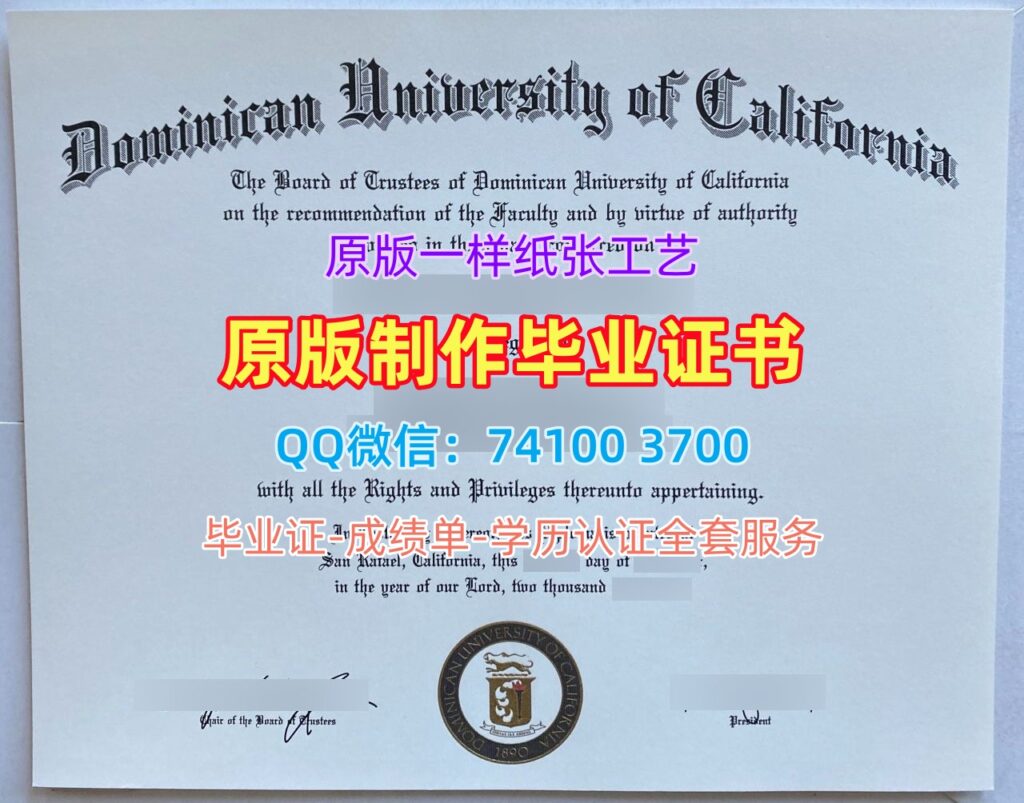 Dominican University of California
The Board of Trustees of Dominican University of California
on the recommendation of the Faculty and by virtue of authority
in
原版一样纸张工艺
原版制作毕业证书
QQ微信：74100 3700
with all the Rights and Privileges thereunto appertaining.
毕业证-成绩单-学历认证全套服务
San Rafael, California, this day of ,
in the year of our Lord, two thousand
DOMINICAN UNIVERSITY OF CALIFORNIA
1890
Chair of the Board of Trustees
President